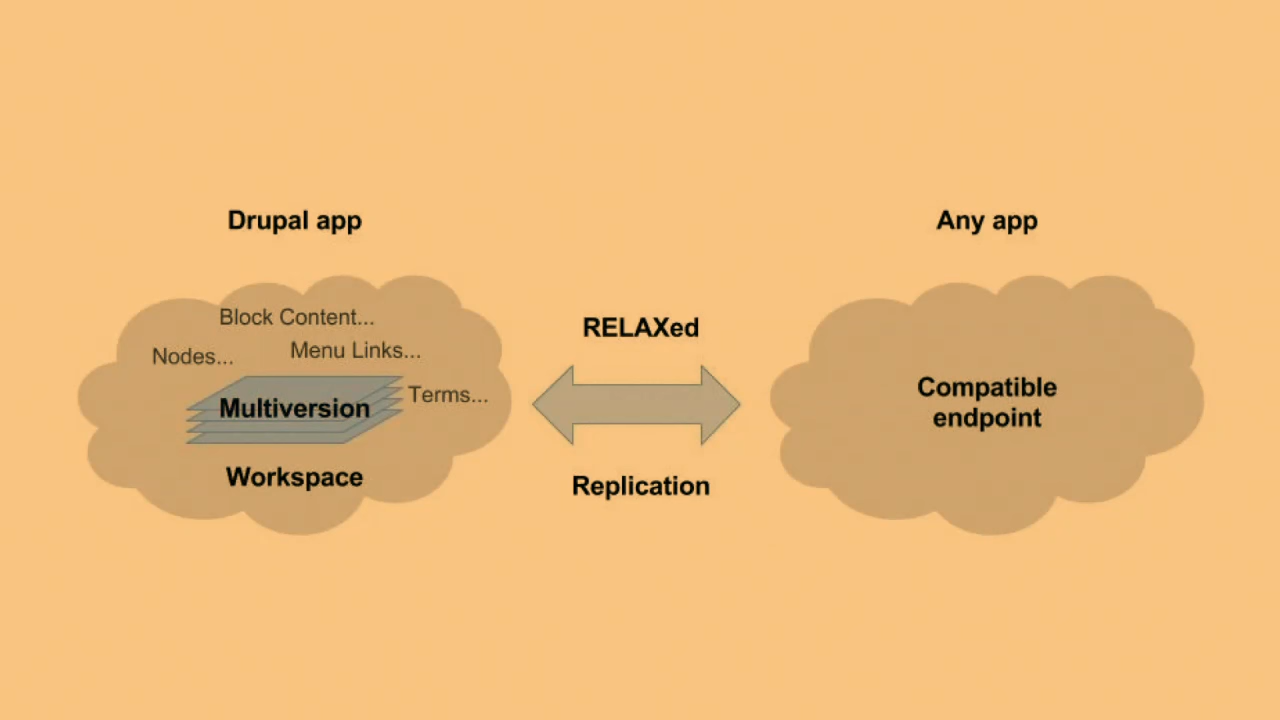 Drupal app
Block Content...
Nodes...
Menu Links...
Terms...
Multiversion
Workspace
RELAXed
Replication
Any app
Compatible
endpoint